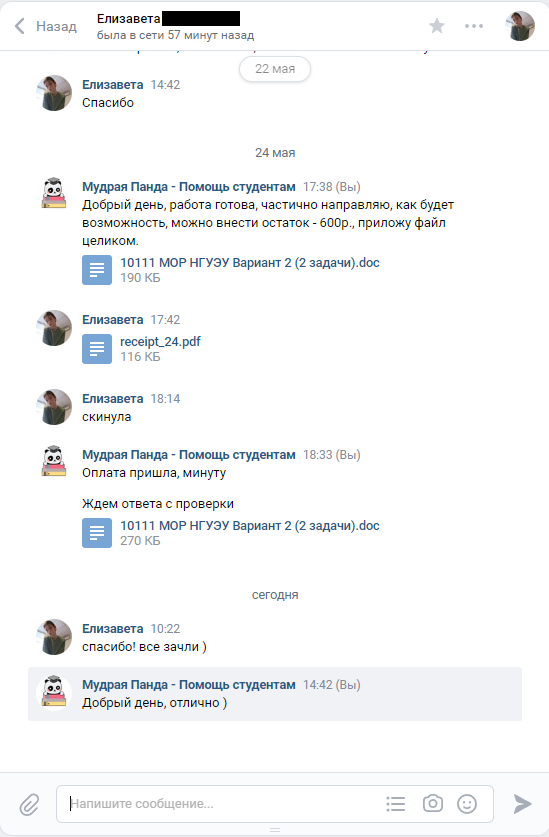 Назад
Елизавета
была в сети 57 минут назад
22 мая
Елизавета 14:42
Спасибо
24 мая
Мудрая Панда - Помощь студентам 17:38 (Вы)
Добрый день, работа готова, частично направляю, как будет
возможность, можно внести остаток - 600р., приложу файл
целиком.
10111 МОР НГУЭУ Вариант 2 (2 задачи).doc
190 КБ
Елизавета 17:42
receipt_24.pdf
116 КБ
Елизавета 18:14
скинула
Мудрая Панда - Помощь студентам 18:33 (Вы)
Оплата пришла, минуту
Ждем ответа с проверки
10111 МОР НГУЭУ Вариант 2 (2 задачи).doc
270 КБ
сегодня
Елизавета 10:22
спасибо! все зачли )
Мудрая Панда - Помощь студентам 14:42 (Вы)
Добрый день, отлично )
Напишите сообщение...